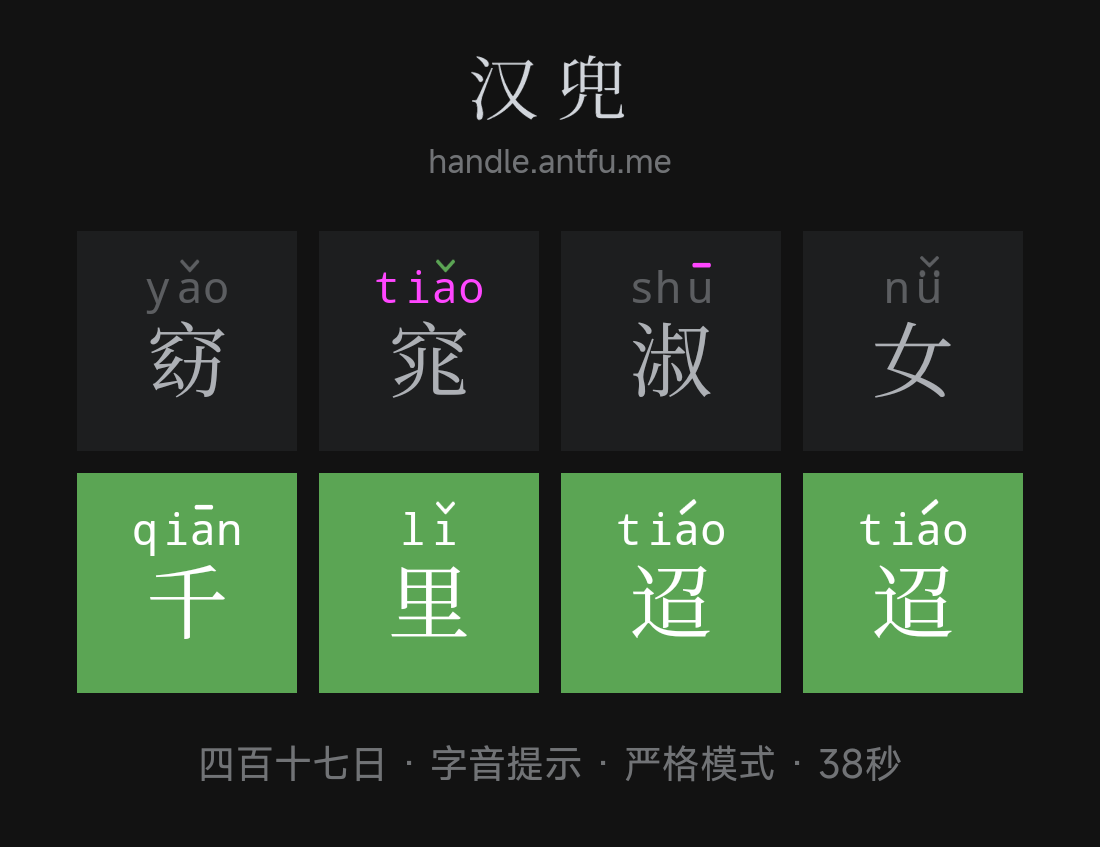 汉兜
handle.antfu.me
yǎo tiǎo shū nǚ
窈窕淑女
qiān lǐ tiáo tiáo
千里迢迢
四百十七日 · 字音提示 · 严格模式 · 38秒